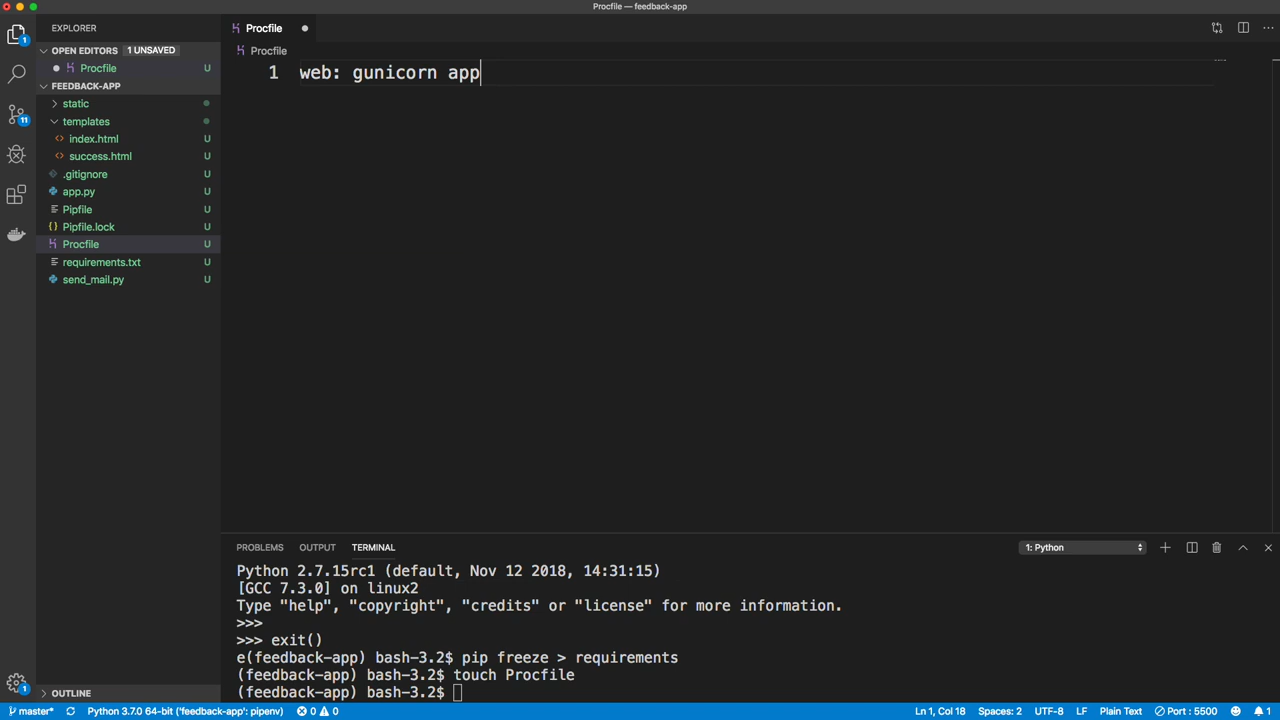 Procfile — feedback-app
EXPLORER
OPEN EDITORS 1 UNSAVED
Procfile U
FEEDBACK-APP
static
templates
index.html U
success.html U
.gitignore U
app.py U
Pipfile U
Pipfile.lock U
Procfile U
requirements.txt U
send_mail.py U
OUTLINE
1
11
1
Procfile
Procfile
1 web: gunicorn app
PROBLEMS OUTPUT TERMINAL 1: Python
Python 2.7.15rc1 (default, Nov 12 2018, 14:31:15)
[GCC 7.3.0] on linux2
Type "help", "copyright", "credits" or "license" for more information.
>>>
>>> exit()
e(feedback-app) bash-3.2$ pip freeze > requirements
(feedback-app) bash-3.2$ touch Procfile
(feedback-app) bash-3.2$
master* Python 3.7.0 64-bit ('feedback-app': pipenv) 0 0 Ln 1, Col 18 Spaces: 2 UTF-8 LF Plain Text Port : 5500 1